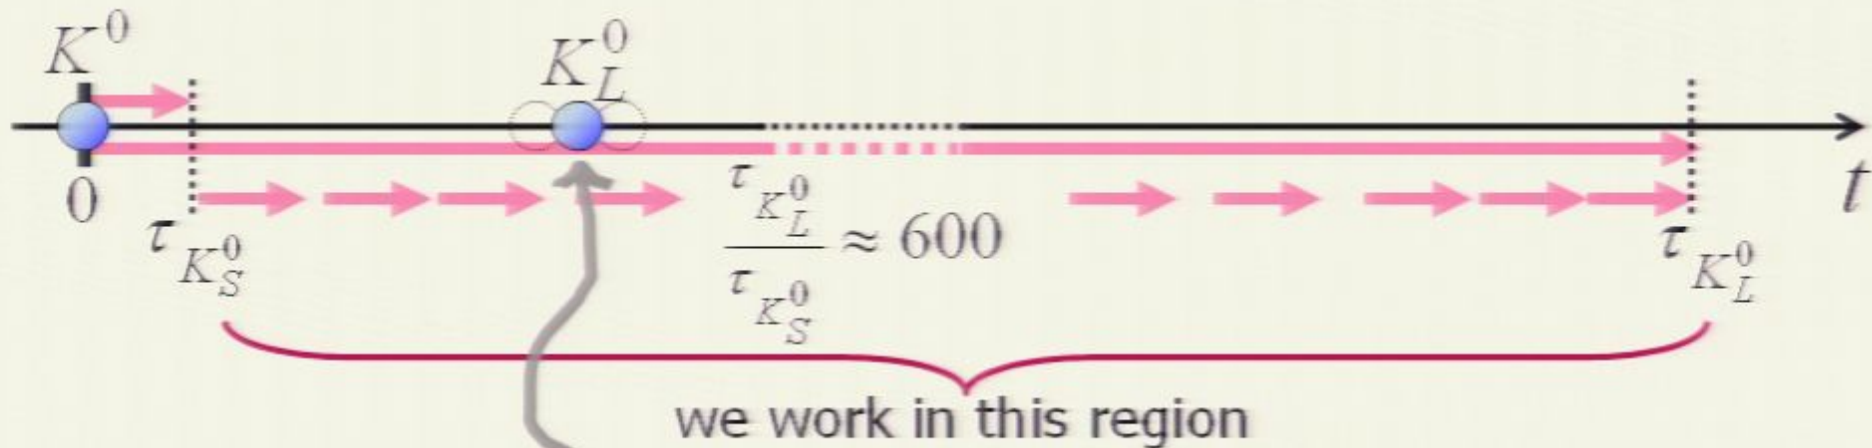 K^0
K_L^0
0
τ_{K_S^0}
τ_{K_L^0} / τ_{K_S^0} ≈ 600
τ_{K_L^0}
t
we work in this region